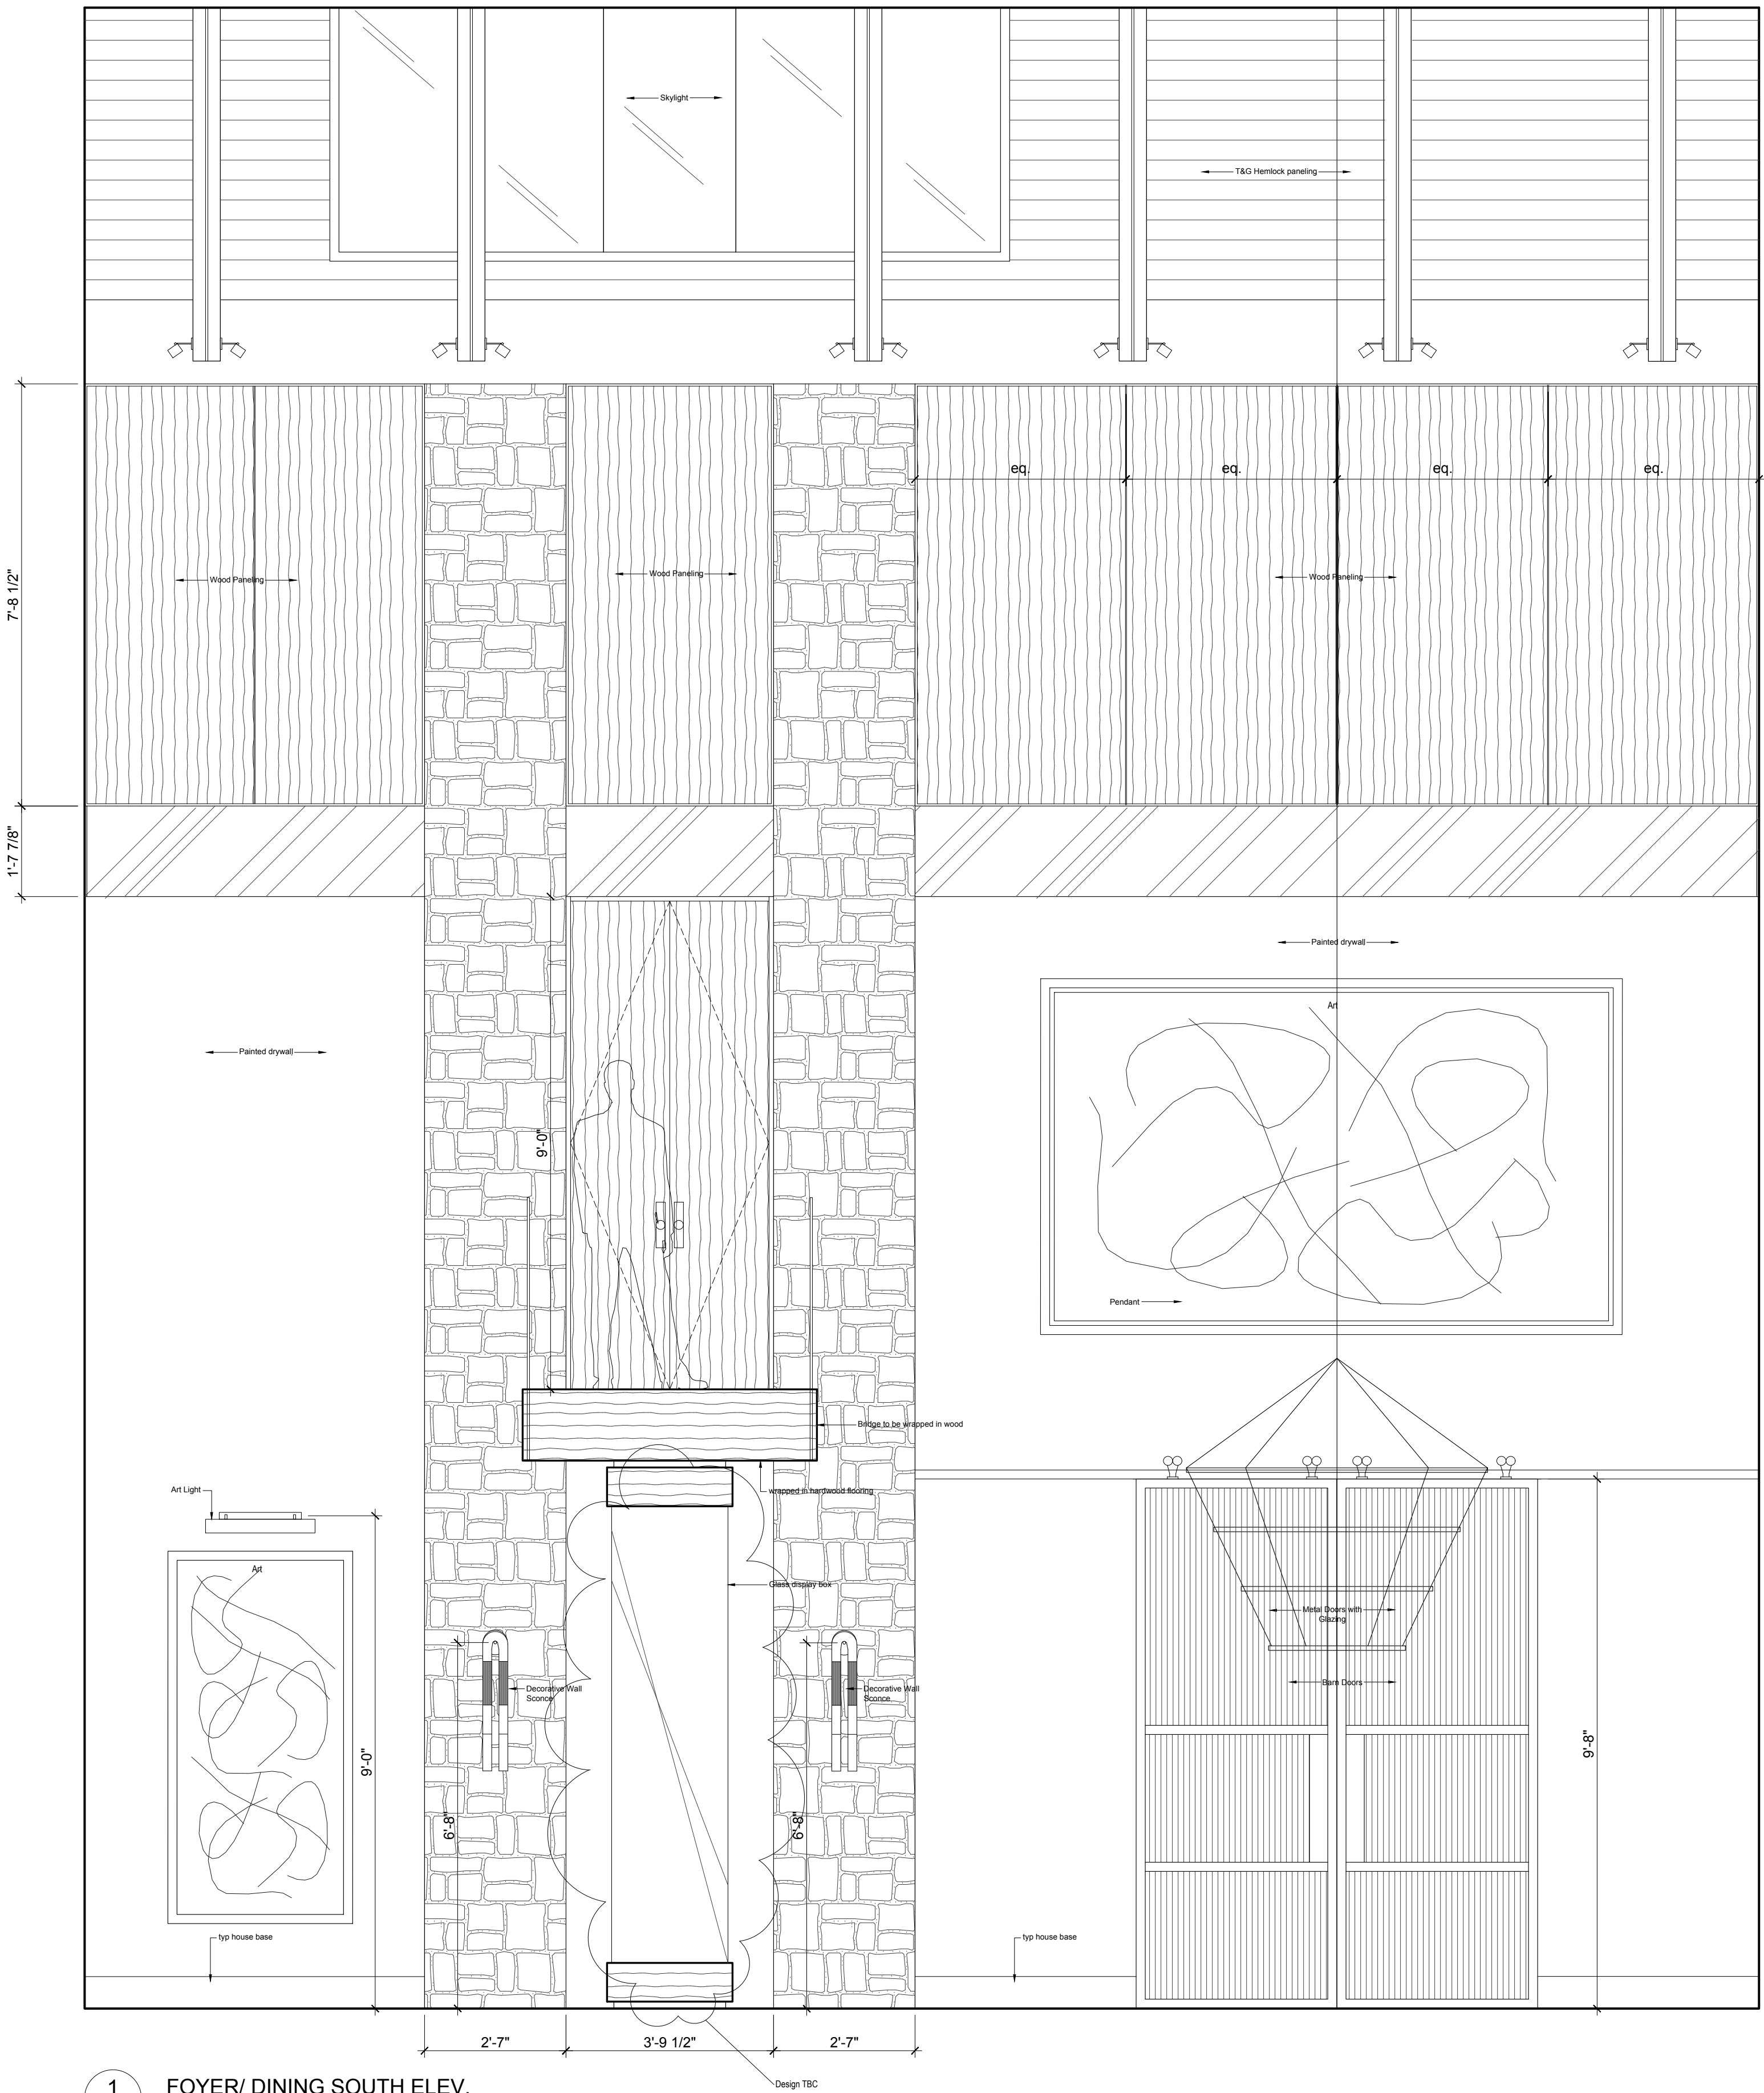 Skylight
T&G Hemlock paneling
eq.
eq.
eq.
eq.
7'-8 1/2"
Wood Paneling
Wood Paneling
Wood Paneling
1'-7 7/8"
Painted drywall
Art
Painted drywall
9'-0"
Pendant
Bridge to be wrapped in wood
Art Light
wrapped in hardwood flooring
Art
Glass display box
Metal Doors with
Glazing
Barn Doors
Decorative Wall
Sconce
Decorative Wall
Sconce
9'-0"
9'-8"
6'-8"
6'-8"
typ house base
typ house base
2'-7"
3'-9 1/2"
2'-7"
Design TBC
1
FOYER/ DINING SOUTH ELEV.